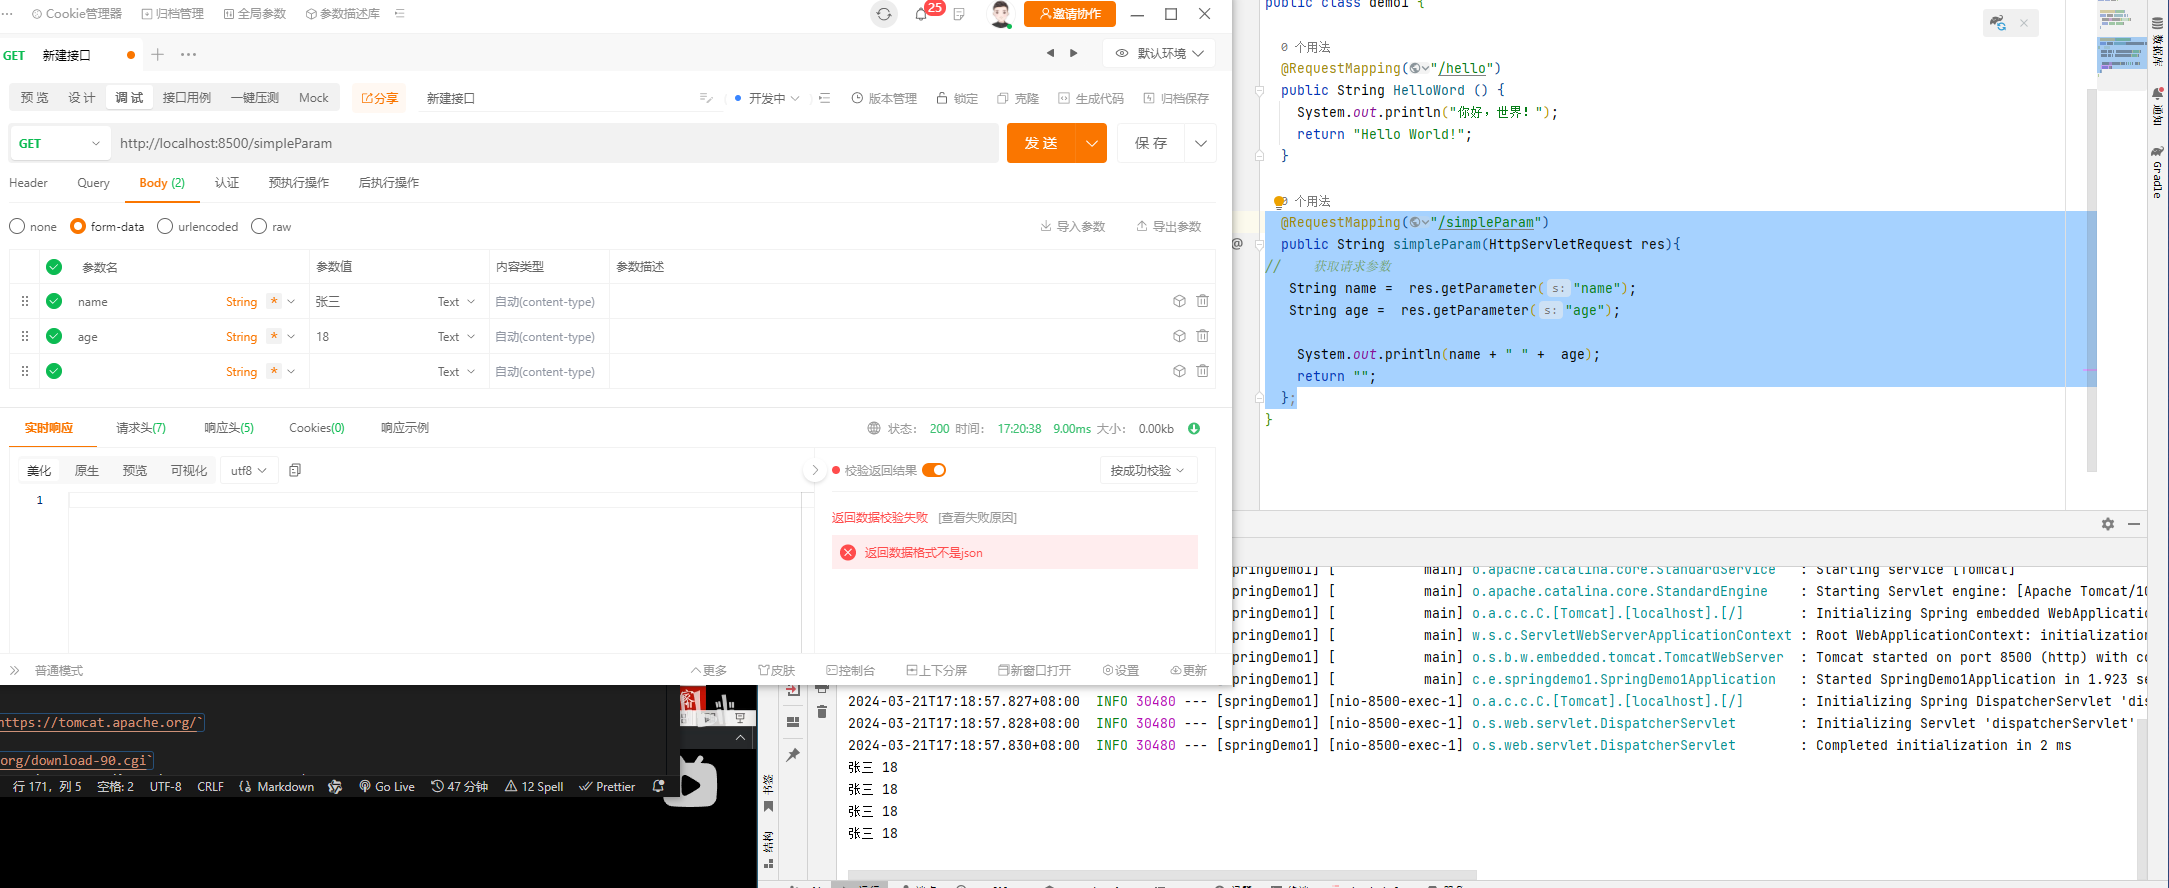 Cookie管理器 归档管理 全局参数 参数描述库 25 邀请协作
GET 新建接口 默认环境
预览 设计 调试 接口用例 一键压测 Mock 分享 新建接口 开发中 版本管理 锁定 克隆 生成代码 归档保存
GET http://localhost:8500/simpleParam 发送 保存
Header Query Body (2) 认证 预执行操作 后执行操作
none form-data urlencoded raw 导入参数 导出参数
参数名 参数值 内容类型 参数描述
name String * 张三 Text 自动(content-type)
age String * 18 Text 自动(content-type)
String * Text 自动(content-type)
实时响应 请求头(7) 响应头(5) Cookies(0) 响应示例 状态: 200 时间: 17:20:38 9.00ms 大小: 0.00kb
美化 原生 预览 可视化 utf8 校验返回结果 按成功校验
1
返回数据校验失败 [查看失败原因]
返回数据格式不是json
普通模式 更多 皮肤 控制台 上下分屏 新窗口打开 设置 更新
public class demo1 {
0 个用法
@RequestMapping("/hello")
public String HelloWord () {
System.out.println("你好，世界！");
return "Hello World!";
}
个用法
@RequestMapping("/simpleParam")
@ public String simpleParam(HttpServletRequest res){
// 获取请求参数
String name = res.getParameter( s: "name");
String age = res.getParameter( s: "age");
System.out.println(name + " " + age);
return "";
};
}
数据库
通知
Gradle
pringDemo1] [ main] o.apache.catalina.core.StandardService : Starting service [Tomcat]
pringDemo1] [ main] o.apache.catalina.core.StandardEngine : Starting Servlet engine: [Apache Tomcat/10
pringDemo1] [ main] o.a.c.c.C.[Tomcat].[localhost].[/] : Initializing Spring embedded WebApplication
pringDemo1] [ main] w.s.c.ServletWebServerApplicationContext : Root WebApplicationContext: initialization
pringDemo1] [ main] o.s.b.w.embedded.tomcat.TomcatWebServer : Tomcat started on port 8500 (http) with co
pringDemo1] [ main] c.e.springdemo1.SpringDemo1Application : Started SpringDemo1Application in 1.923 se
2024-03-21T17:18:57.827+08:00 INFO 30480 --- [springDemo1] [nio-8500-exec-1] o.a.c.c.C.[Tomcat].[localhost].[/] : Initializing Spring DispatcherServlet 'dis
2024-03-21T17:18:57.828+08:00 INFO 30480 --- [springDemo1] [nio-8500-exec-1] o.s.web.servlet.DispatcherServlet : Initializing Servlet 'dispatcherServlet'
2024-03-21T17:18:57.830+08:00 INFO 30480 --- [springDemo1] [nio-8500-exec-1] o.s.web.servlet.DispatcherServlet : Completed initialization in 2 ms
张三 18
张三 18
张三 18
张三 18
书签
结构
https://tomcat.apache.org/`
org/download-90.cgi`
行 171，列 5 空格: 2 UTF-8 CRLF Markdown Go Live 47 分钟 12 Spell Prettier